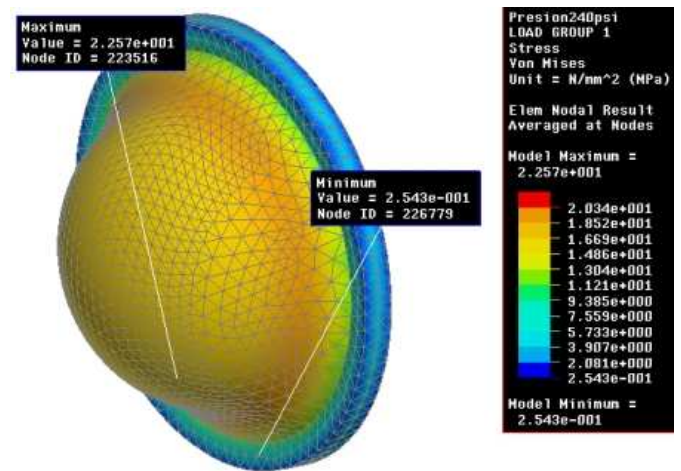 Maximum
Value = 2.257e+001
Node ID = 223516
Minimum
Value = 2.543e-001
Node ID = 226779
Presion240psi
LOAD GROUP 1
Stress
Von Mises
Unit = N/mm^2 (MPa)
Elem Nodal Result
Averaged at Nodes
Model Maximum =
2.257e+001
2.034e+001
1.852e+001
1.669e+001
1.486e+001
1.304e+001
1.121e+001
9.385e+000
7.559e+000
5.733e+000
3.907e+000
2.081e+000
2.543e-001
Model Minimum =
2.543e-001